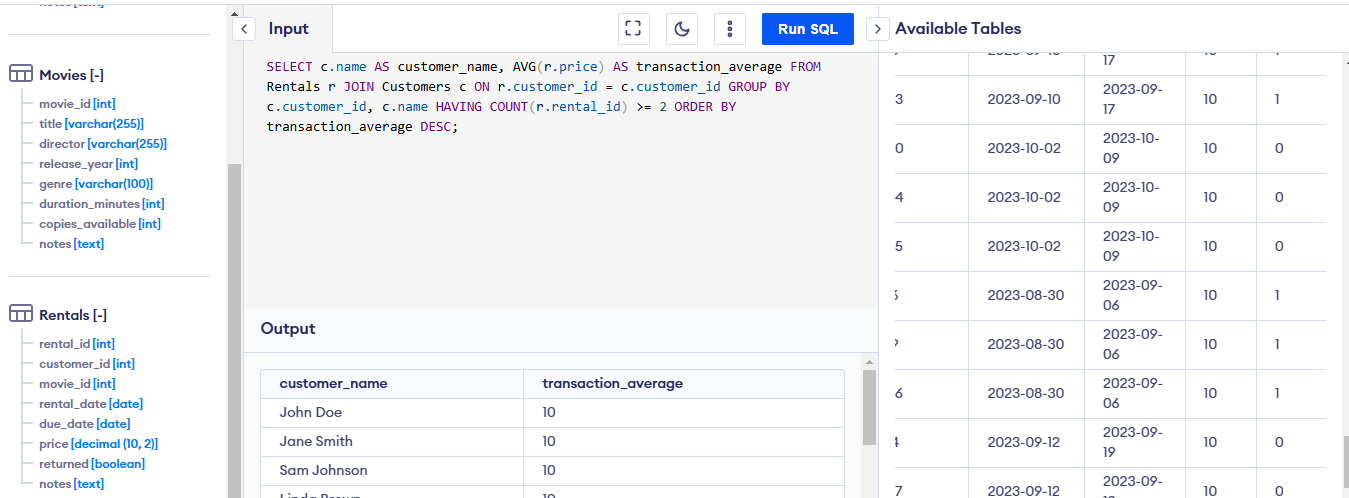 notes [text]
Movies [-]
movie_id [int]
title [varchar(255)]
director [varchar(255)]
release_year [int]
genre [varchar(100)]
duration_minutes [int]
copies_available [int]
notes [text]
Rentals [-]
rental_id [int]
customer_id [int]
movie_id [int]
rental_date [date]
due_date [date]
price [decimal (10, 2)]
returned [boolean]
notes [text]
Input
Run SQL
SELECT c.name AS customer_name, AVG(r.price) AS transaction_average FROM
Rentals r JOIN Customers c ON r.customer_id = c.customer_id GROUP BY
c.customer_id, c.name HAVING COUNT(r.rental_id) >= 2 ORDER BY
transaction_average DESC;
Output
customer_name transaction_average
John Doe 10
Jane Smith 10
Sam Johnson 10
Linda Brown 10
Available Tables
2023-09-10 17 10 1
3 2023-09-10 2023-09-
17 10 1
0 2023-10-02 2023-10-
09 10 0
4 2023-10-02 2023-10-
09 10 0
5 2023-10-02 2023-10-
09 10 0
2023-08-30 2023-09-
06 10 1
2023-08-30 2023-09-
06 10 1
6 2023-08-30 2023-09-
06 10 1
2023-09-12 2023-09-
19 10 0
7 2023-09-12 2023-09-
10 0